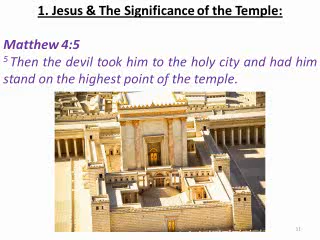 1. Jesus & The Significance of the Temple:
Matthew 4:5
5 Then the devil took him to the holy city and had him
stand on the highest point of the temple.
11